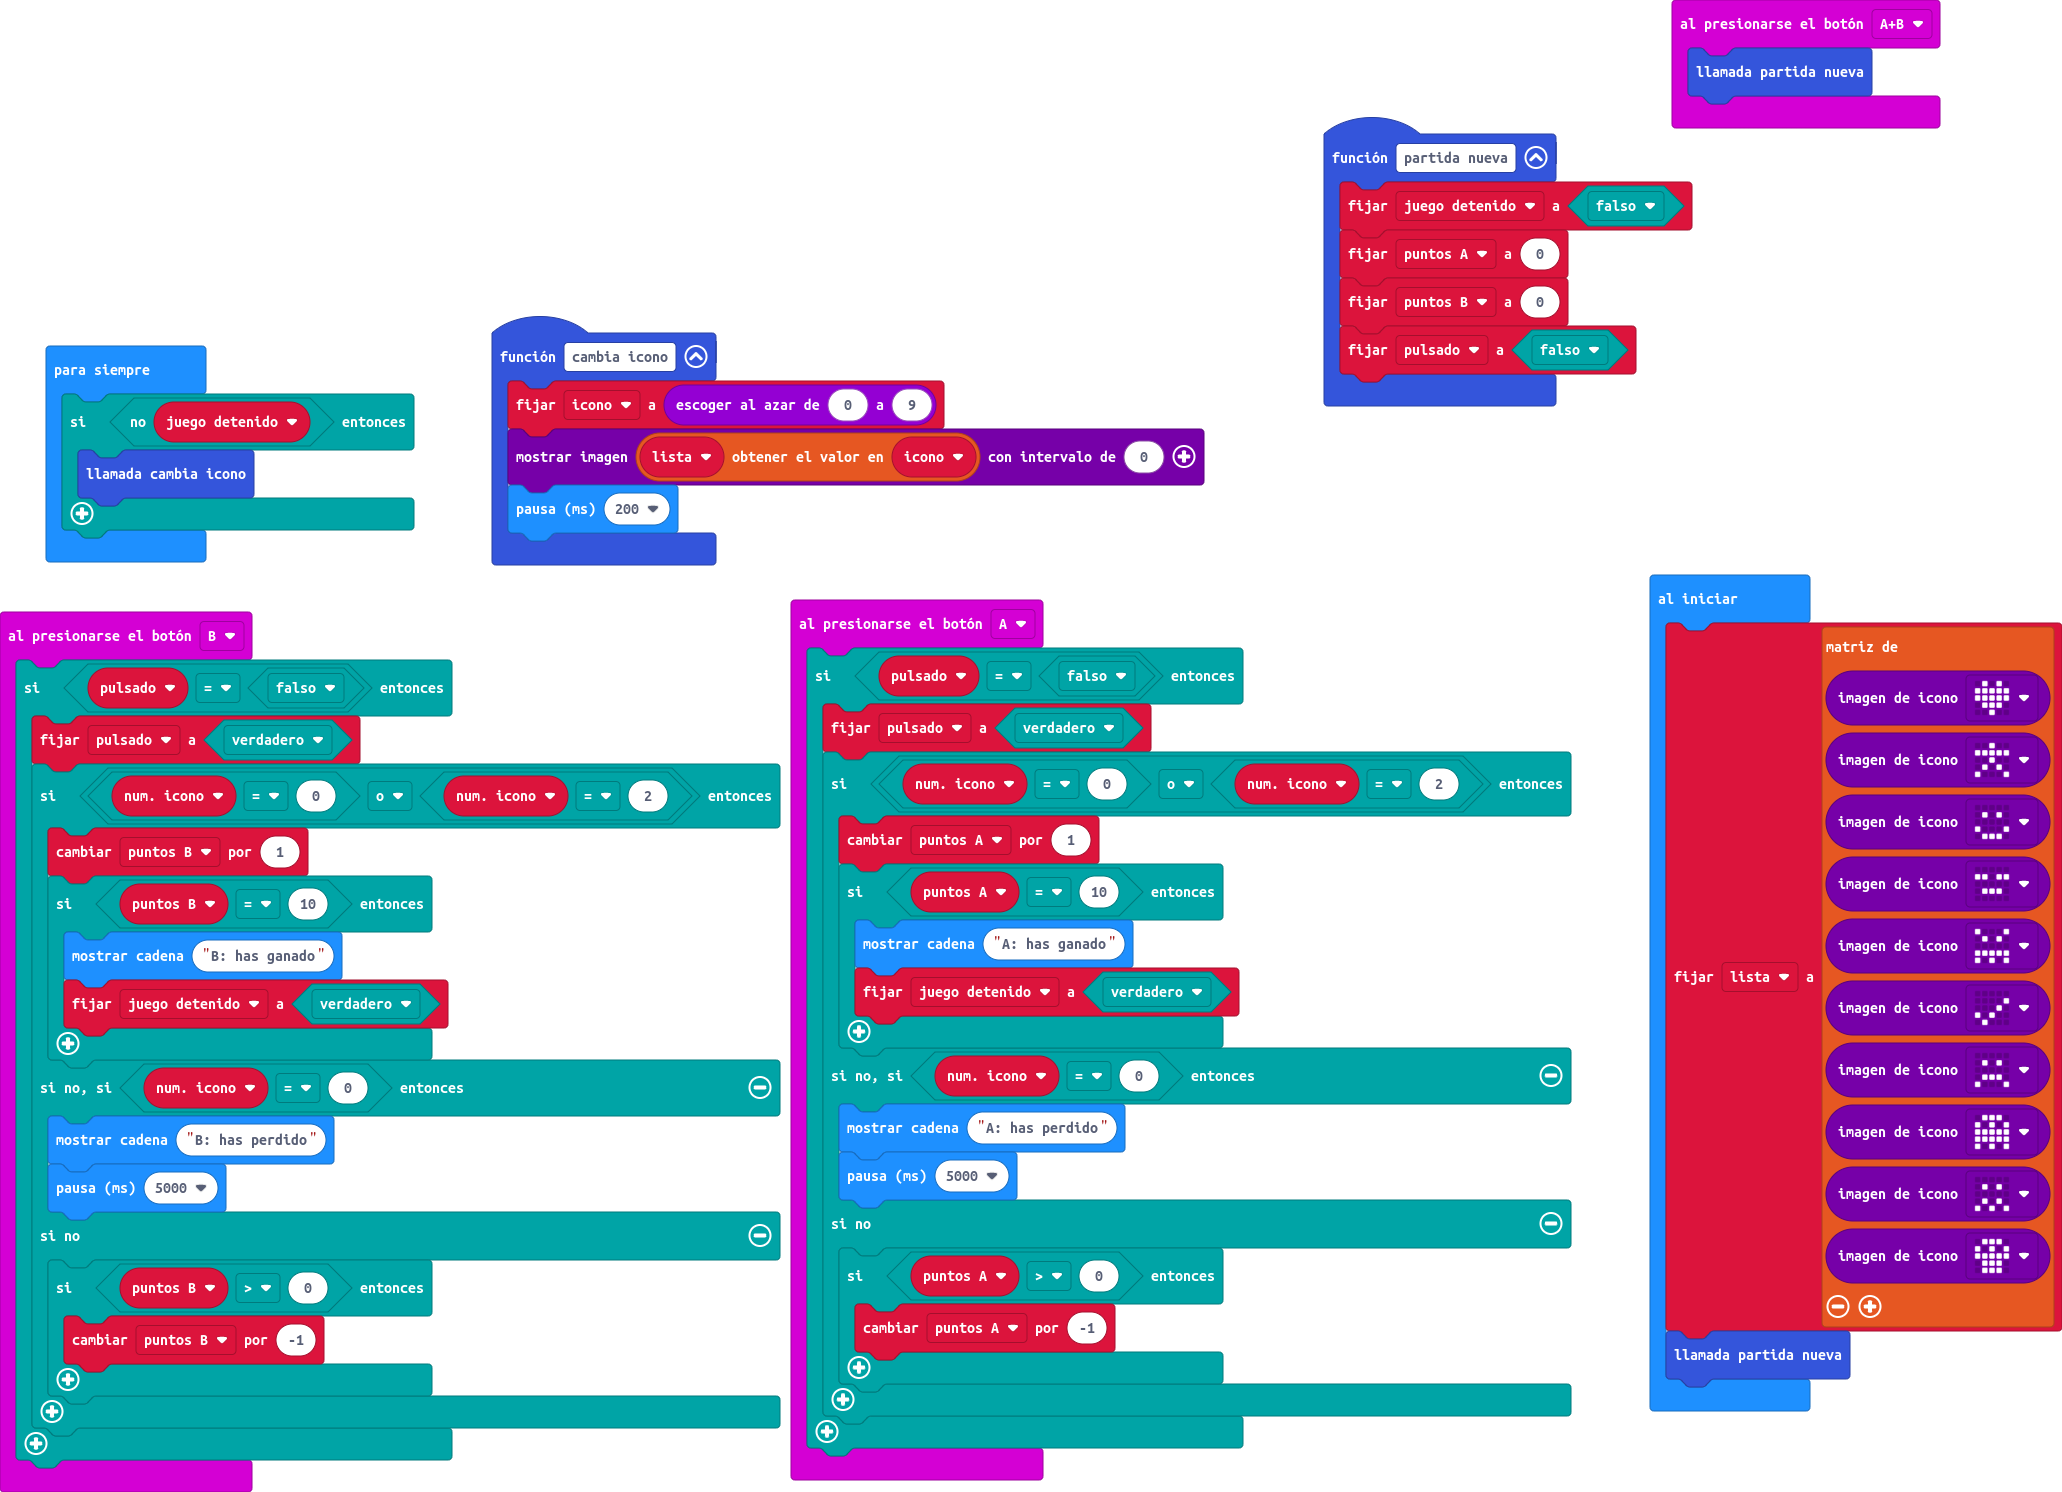 al presionarse el botón A+B
llamada partida nueva
función partida nueva
fijar juego detenido a falso
fijar puntos A a 0
fijar puntos B a 0
fijar pulsado a falso
para siempre
si no juego detenido entonces
llamada cambia icono
función cambia icono
fijar icono a escoger al azar de 0 a 9
mostrar imagen lista obtener el valor en icono con intervalo de 0
pausa (ms) 200
al presionarse el botón B
si pulsado = falso entonces
fijar pulsado a verdadero
si num. icono = 0 o num. icono = 2 entonces
cambiar puntos B por 1
si puntos B = 10 entonces
mostrar cadena "B: has ganado"
fijar juego detenido a verdadero
si no, si num. icono = 0 entonces
mostrar cadena "B: has perdido"
pausa (ms) 5000
si no
si puntos B > 0 entonces
cambiar puntos B por -1
al presionarse el botón A
si pulsado = falso entonces
fijar pulsado a verdadero
si num. icono = 0 o num. icono = 2 entonces
cambiar puntos A por 1
si puntos A = 10 entonces
mostrar cadena "A: has ganado"
fijar juego detenido a verdadero
si no, si num. icono = 0 entonces
mostrar cadena "A: has perdido"
pausa (ms) 5000
si no
si puntos A > 0 entonces
cambiar puntos A por -1
al iniciar
fijar lista a
matriz de
imagen de icono
imagen de icono
imagen de icono
imagen de icono
imagen de icono
imagen de icono
imagen de icono
imagen de icono
imagen de icono
imagen de icono
llamada partida nueva